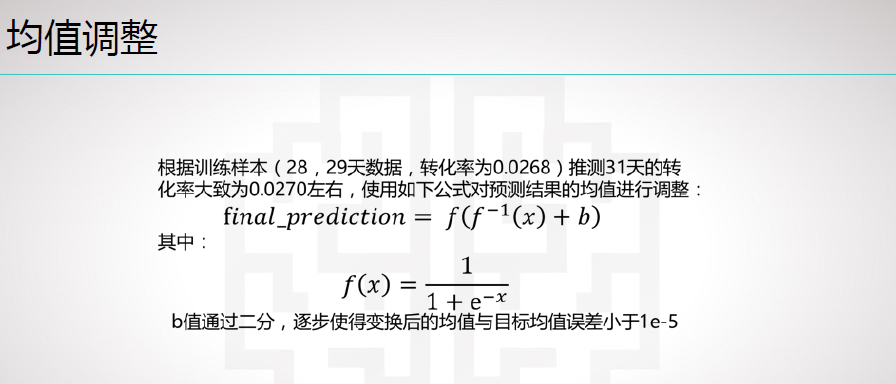 均值调整
根据训练样本（28，29天数据，转化率为0.0268）推测31天的转
化率大致为0.0270左右，使用如下公式对预测结果的均值进行调整：
final_prediction = f(f⁻¹(x) + b)
其中：
f(x) = 1 / (1 + e⁻ˣ)
b值通过二分，逐步使得变换后的均值与目标均值误差小于1e-5